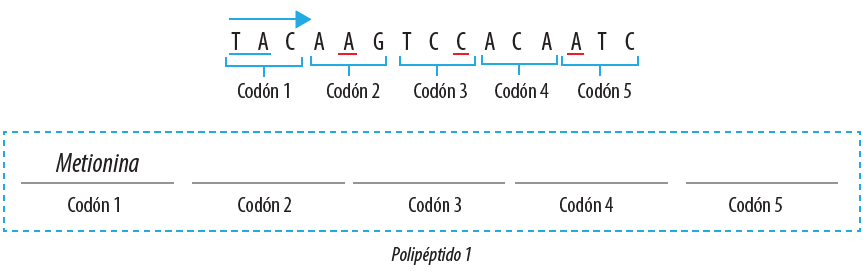 T A C A A G T C C A C A A T C
Codón 1 Codón 2 Codón 3 Codón 4 Codón 5
Metionina
Codón 1 Codón 2 Codón 3 Codón 4 Codón 5
Polipéptido 1